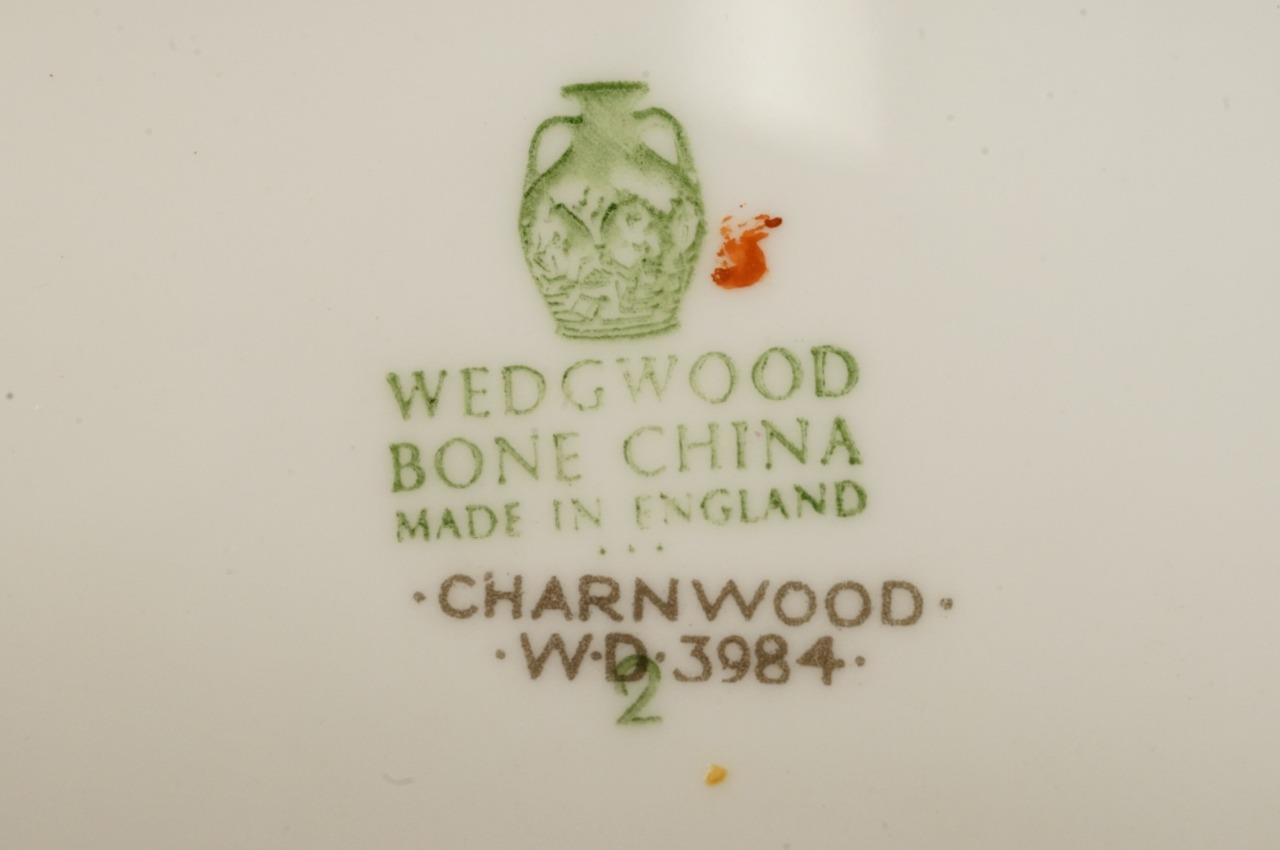 WEDGWOOD
BONE CHINA
MADE IN ENGLAND
...
·CHARNWOOD·
·W·D·3984·
2